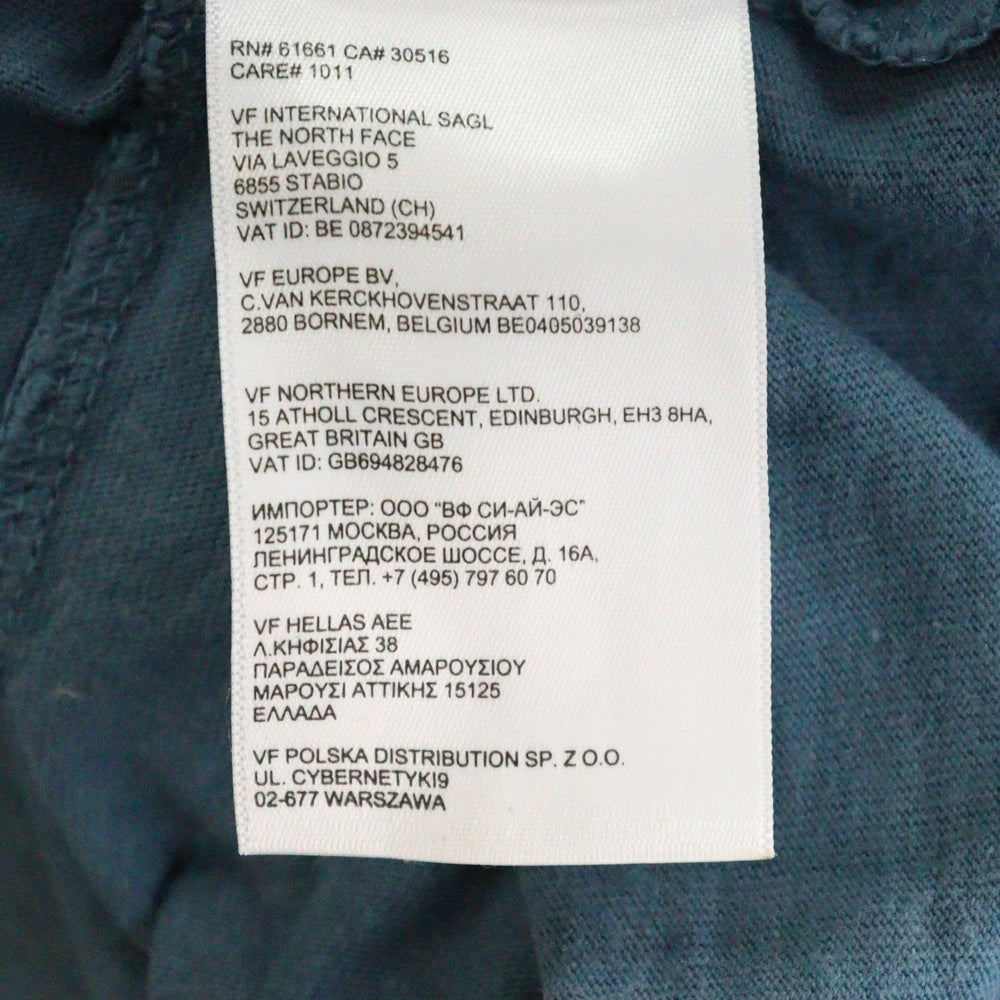 RN# 61661 CA# 30516
CARE# 1011
VF INTERNATIONAL SAGL
THE NORTH FACE
VIA LAVEGGIO 5
6855 STABIO
SWITZERLAND (CH)
VAT ID: BE 0872394541
VF EUROPE BV,
C.VAN KERCKHOVENSTRAAT 110,
2880 BORNEM, BELGIUM BE0405039138
VF NORTHERN EUROPE LTD.
15 ATHOLL CRESCENT, EDINBURGH, EH3 8HA,
GREAT BRITAIN GB
VAT ID: GB694828476
ИМПОРТЕР: ООО "ВФ СИ-АЙ-ЭС"
125171 МОСКВА, РОССИЯ
ЛЕНИНГРАДСКОЕ ШОССЕ, Д. 16А,
СТР. 1, ТЕЛ. +7 (495) 797 60 70
VF HELLAS AEE
Λ.ΚΗΦΙΣΙΑΣ 38
ΠΑΡΑΔΕΙΣΟΣ ΑΜΑΡΟΥΣΙΟΥ
ΜΑΡΟΥΣΙ ΑΤΤΙΚΗΣ 15125
ΕΛΛΑΔΑ
VF POLSKA DISTRIBUTION SP. Z O.O.
UL. CYBERNETYKI9
02-677 WARSZAWA